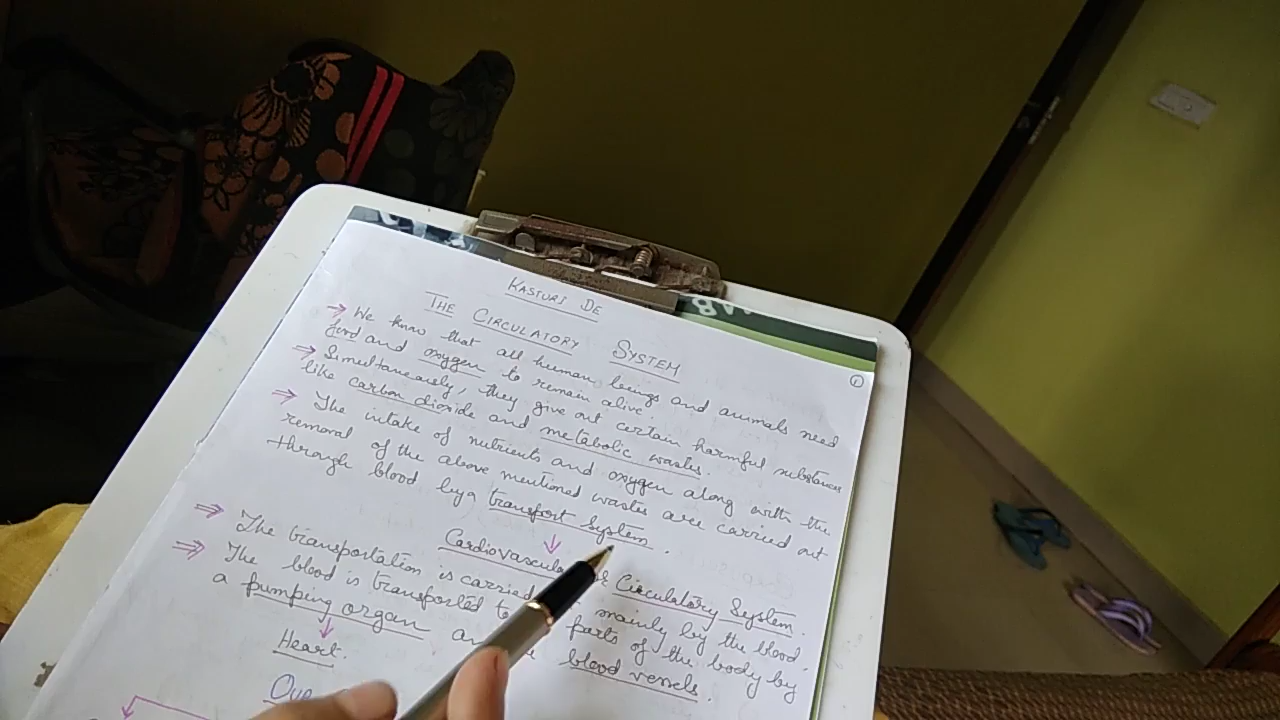 KASTURI DE
THE CIRCULATORY SYSTEM
①
⇒ We know that all human beings and animals need
food and oxygen to remain alive.
⇒ Simultaneously, they give out certain harmful substances
like carbon dioxide and metabolic wastes.
⇒ The intake of nutrients and oxygen along with the
removal of the above mentioned wastes are carried out
through blood by a transport system.
↓
Circulatory System.
⇒ The transportation is carried mainly by the blood.
⇒ The blood is transported to parts of the body by
a pumping organ blood vessels.
↓
Heart.